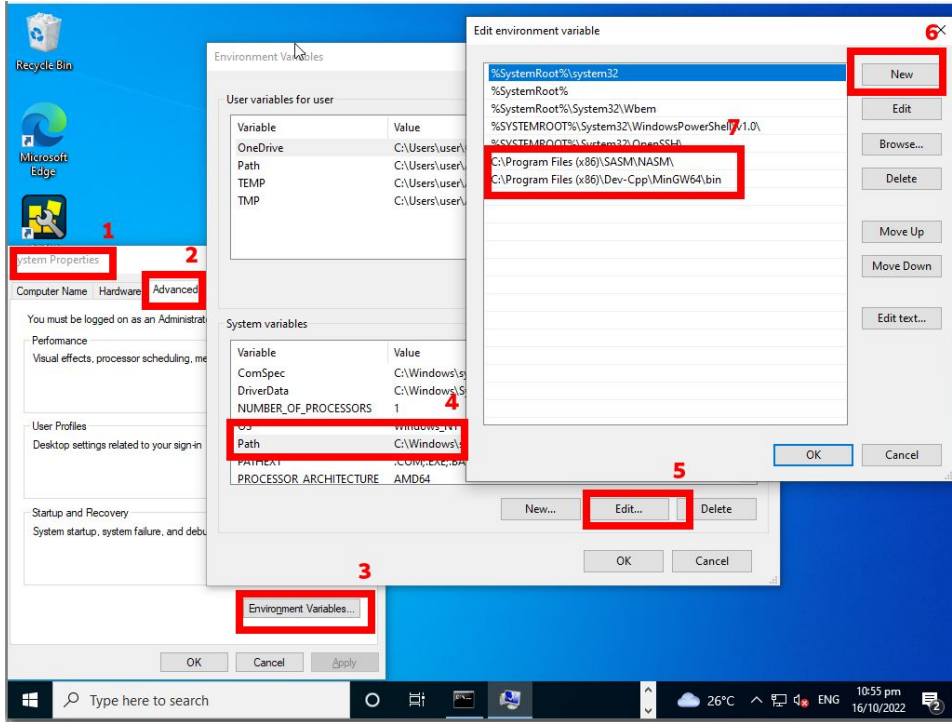 Recycle Bin
Microsoft
Edge
1
System Properties
2
Computer Name Hardware Advanced
You must be logged on as an Administrat
Performance
Visual effects, processor scheduling, me
User Profiles
Desktop settings related to your sign-in
Startup and Recovery
System startup, system failure, and debu
3
Environment Variables...
OK Cancel Apply
Environment Variables
User variables for user
Variable Value
OneDrive C:\Users\user\
Path C:\Users\user\
TEMP C:\Users\user\
TMP C:\Users\user\
System variables
Variable Value
ComSpec C:\Windows\sy
DriverData C:\Windows\S
NUMBER_OF_PROCESSORS 1
4
OS Windows_NT
Path C:\Windows\s
PATHEXT .COM;.EXE;.BA
PROCESSOR_ARCHITECTURE AMD64
5
New... Edit... Delete
OK Cancel
Edit environment variable
6
%SystemRoot%\system32
%SystemRoot%
%SystemRoot%\System32\Wbem
7
%SYSTEMROOT%\System32\WindowsPowerShell\v1.0\
%SYSTEMROOT%\System32\OpenSSH\
C:\Program Files (x86)\SASM\NASM\
C:\Program Files (x86)\Dev-Cpp\MinGW64\bin
New
Edit
Browse...
Delete
Move Up
Move Down
Edit text...
OK Cancel
Type here to search
26°C
ENG
10:55 pm
16/10/2022
2